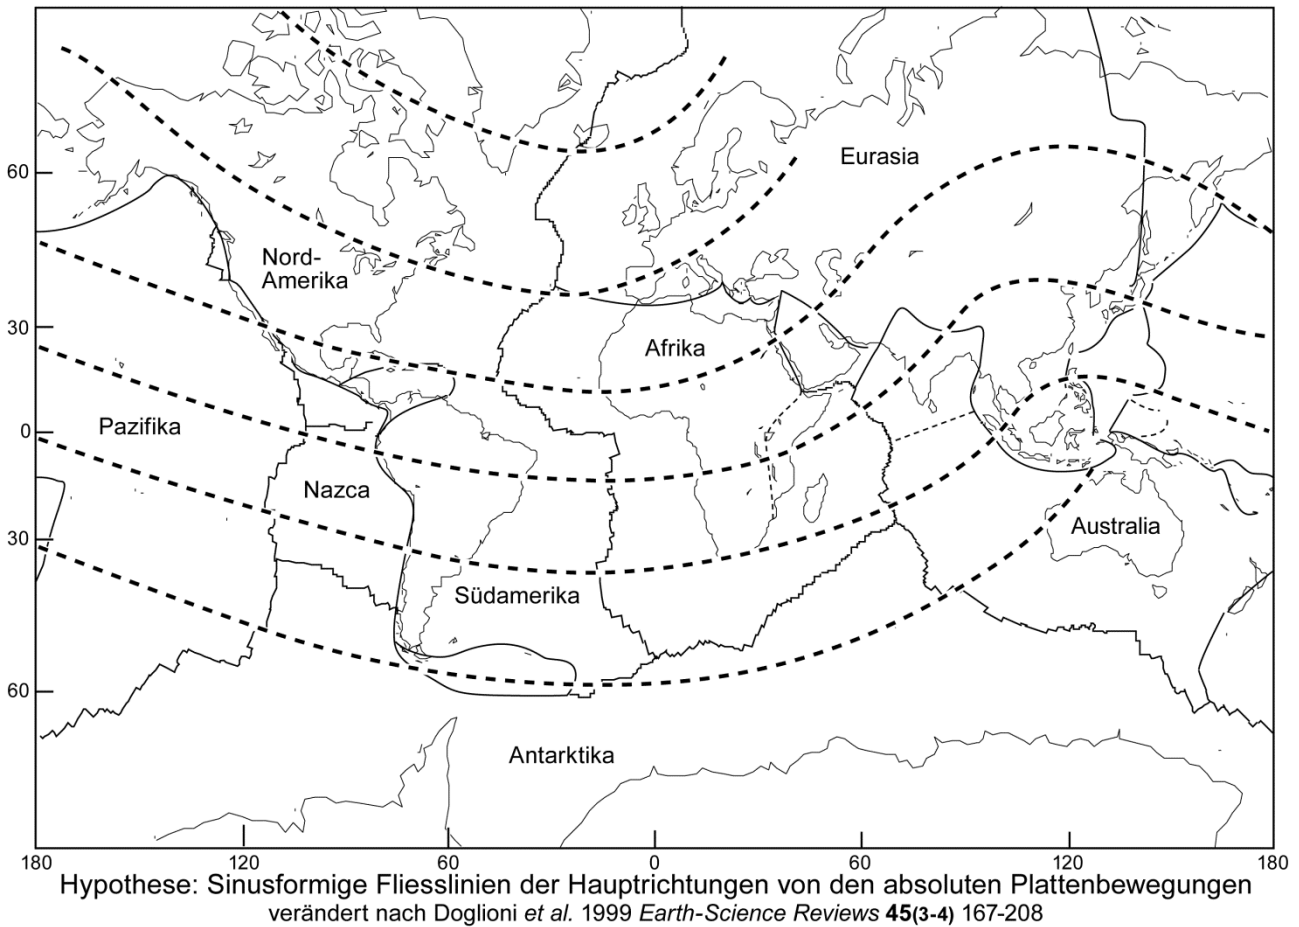 Eurasia
60
Nord-
Amerika
30
Afrika
Pazifika
0
Nazca
30
Australia
Südamerika
60
Antarktika
180 120 60 0 60 120 180
Hypothese: Sinusformige Fliesslinien der Hauptrichtungen von den absoluten Plattenbewegungen
verändert nach Doglioni et al. 1999 Earth-Science Reviews 45(3-4) 167-208